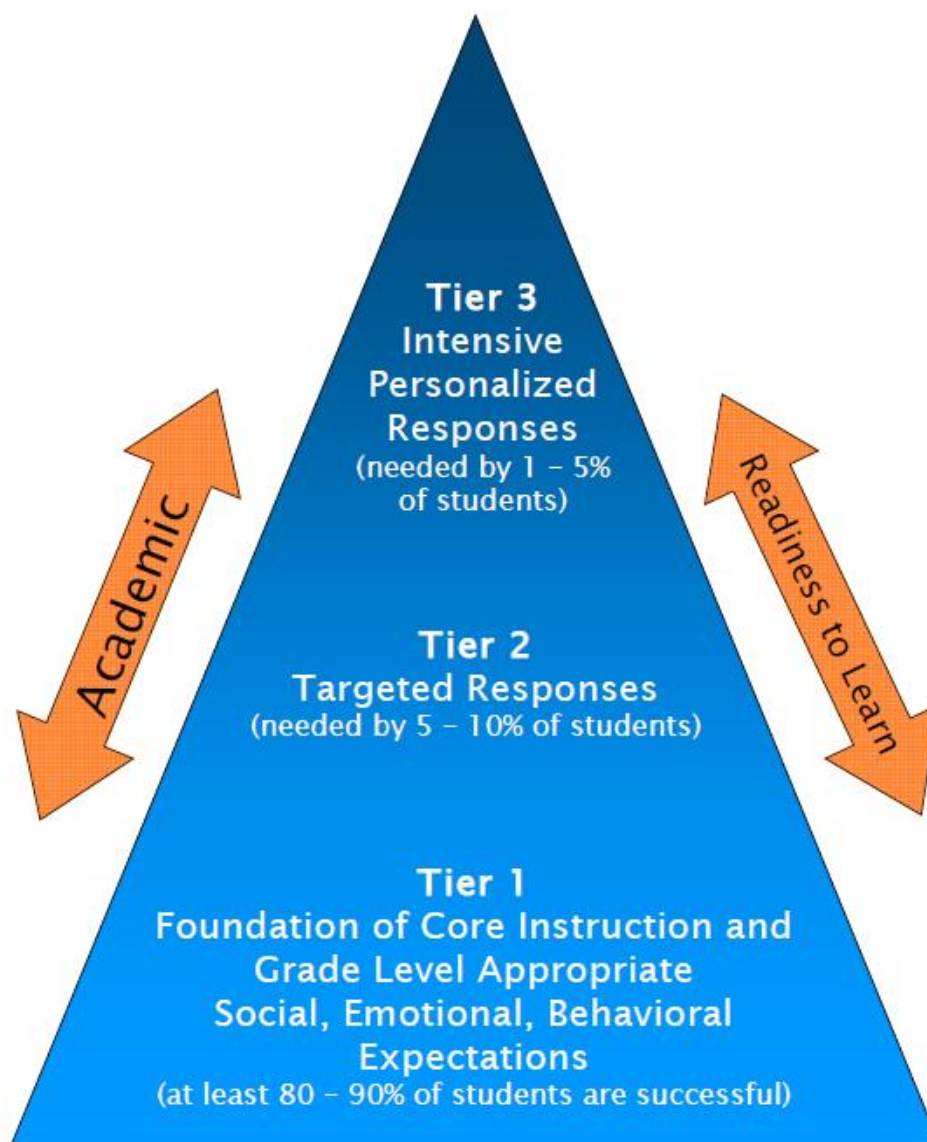 Tier 3
Intensive
Personalized
Responses
(needed by 1 – 5%
of students)
Academic
Readiness to Learn
Tier 2
Targeted Responses
(needed by 5 – 10% of students)
Tier 1
Foundation of Core Instruction and
Grade Level Appropriate
Social, Emotional, Behavioral
Expectations
(at least 80 – 90% of students are successful)